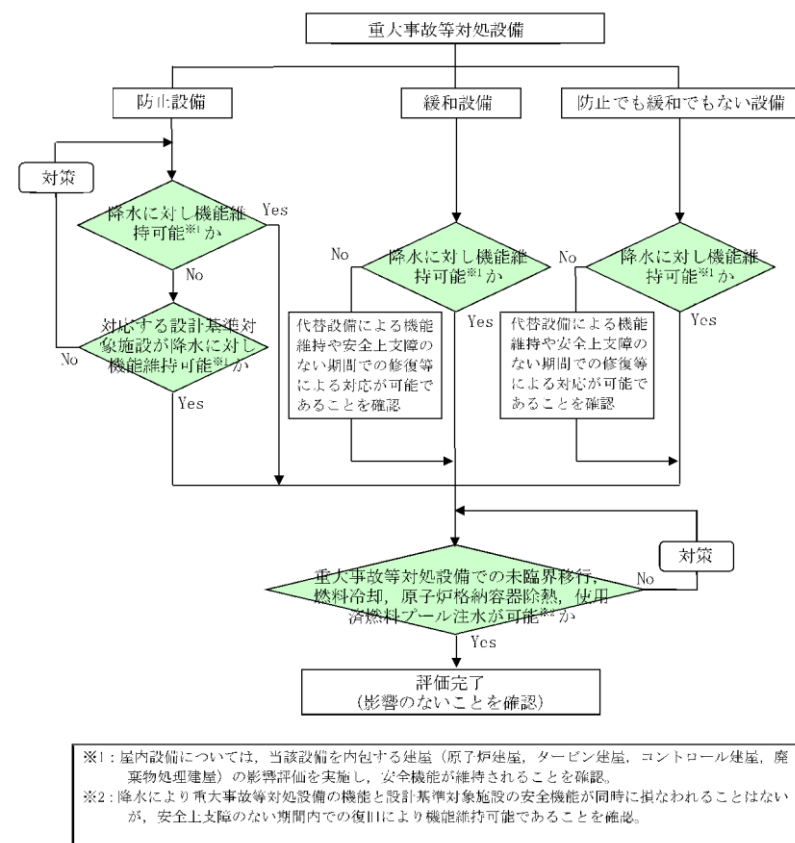 重大事故等対処設備
防止設備
緩和設備
防止でも緩和でもない設備
対策
降水に対し機能維
持可能※1か
Yes
No
対応する設計基準対
象施設が降水に対し
機能維持可能※1か
No
Yes
降水に対し機能維
持可能※1か
No
Yes
代替設備による機能
維持や安全上支障の
ない期間での修復等
による対応が可能で
あることを確認
降水に対し機能維
持可能※1か
No
Yes
代替設備による機能
維持や安全上支障の
ない期間での修復等
による対応が可能で
あることを確認
対策
重大事故等対処設備での未臨界移行,
燃料冷却, 原子炉格納容器除熱, 使用
済燃料プール注水が可能※2か
No
Yes
評価完了
(影響のないことを確認)
※1:屋内設備については, 当該設備を内包する建屋(原子炉建屋, タービン建屋, コントロール建屋, 廃
棄物処理建屋)の影響評価を実施し, 安全機能が維持されることを確認。
※2:降水により重大事故等対処設備の機能と設計基準対象施設の安全機能が同時に損なわれることはない
が, 安全上支障のない期間内での復旧により機能維持可能であることを確認。